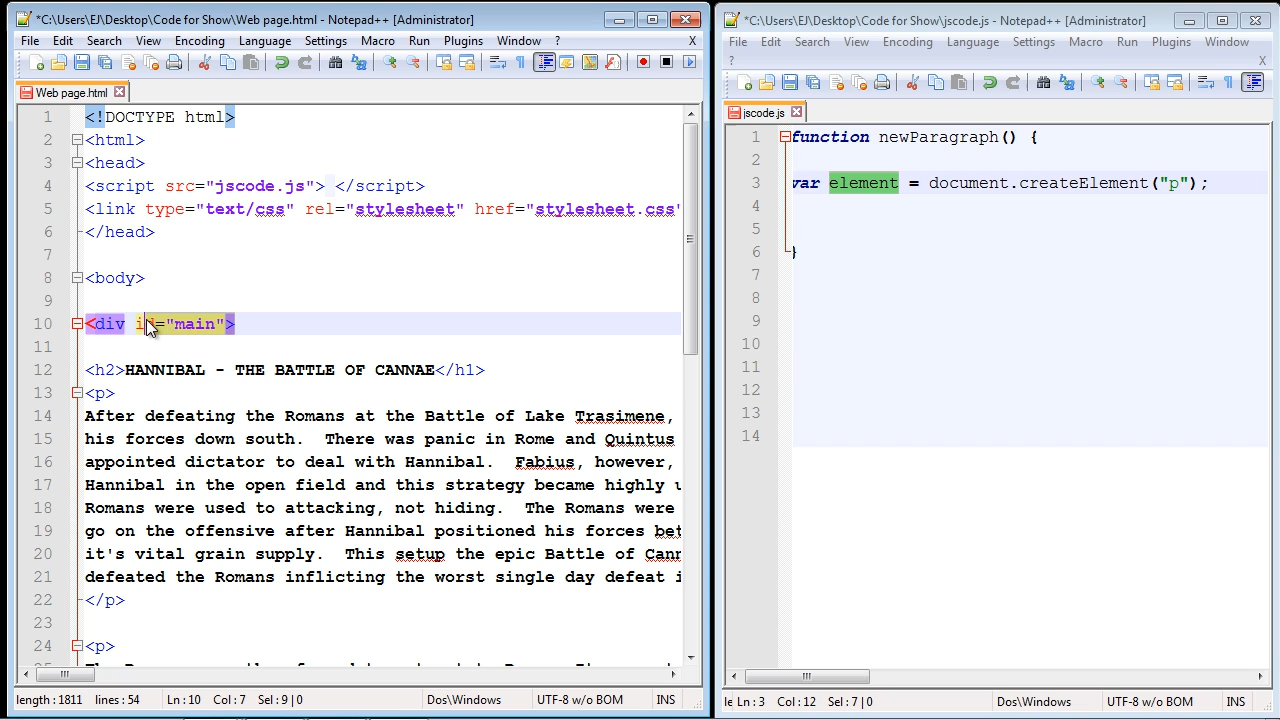 *C:\Users\EJ\Desktop\Code for Show\Web page.html - Notepad++ [Administrator]
File Edit Search View Encoding Language Settings Macro Run Plugins Window ? X
Web page.html
1 <!DOCTYPE html>
2 <html>
3 <head>
4 <script src="jscode.js"> </script>
5 <link type="text/css" rel="stylesheet" href="stylesheet.css"
6 </head>
7
8 <body>
9
10 <div id="main">
11
12 <h2>HANNIBAL - THE BATTLE OF CANNAE</h1>
13 <p>
14 After defeating the Romans at the Battle of Lake Trasimene,
15 his forces down south. There was panic in Rome and Quintus
16 appointed dictator to deal with Hannibal. Fabius, however,
17 Hannibal in the open field and this strategy became highly
18 Romans were used to attacking, not hiding. The Romans were
19 go on the offensive after Hannibal positioned his forces bet
20 it's vital grain supply. This setup the epic Battle of Cann
21 defeated the Romans inflicting the worst single day defeat i
22 </p>
23
24 <p>
length:1811 lines:54 Ln:10 Col:7 Sel:9|0 Dos\Windows UTF-8 w/o BOM INS
*C:\Users\EJ\Desktop\Code for Show\jscode.js - Notepad++ [Administrator]
File Edit Search View Encoding Language Settings Macro Run Plugins Window
? X
jscode.js
1 function newParagraph() {
2
3 var element = document.createElement("p");
4
5
6 }
7
8
9
10
11
12
13
14
le Ln:3 Col:12 Sel:7|0 Dos\Windows UTF-8 w/o BOM INS